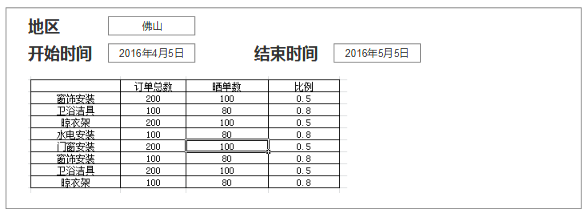 地区 佛山
开始时间 2016年4月5日 结束时间 2016年5月5日
订单总数 晒单数 比例
窗饰安装 200 100 0.5
卫浴洁具 100 80 0.8
晾衣架 200 100 0.5
水电安装 100 80 0.8
门窗安装 200 100 0.5
窗饰安装 100 80 0.8
卫浴洁具 200 100 0.5
晾衣架 100 80 0.8